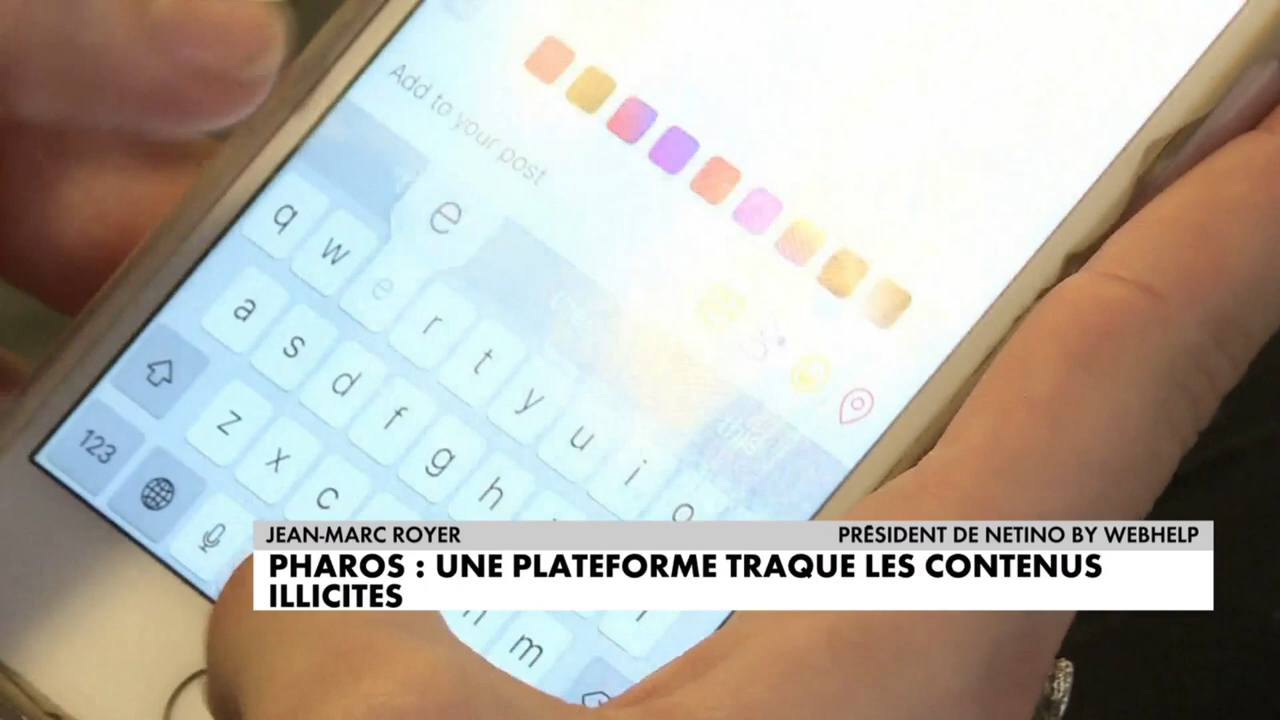 Add to your post
e
q w e r t y u i o
a s d f g h
z x c
123
JEAN-MARC ROYER PRÉSIDENT DE NETINO BY WEBHELP
PHAROS : UNE PLATEFORME TRAQUE LES CONTENUS
ILLICITES
m